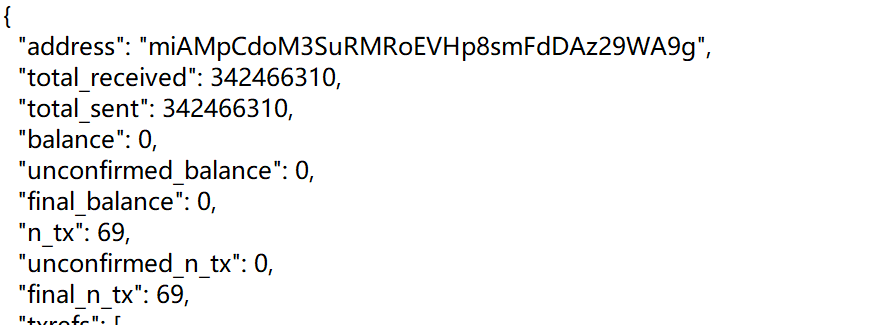 {
"address": "miAMpCdoM3SuRMRoEVHp8smFdDAz29WA9g",
"total_received": 342466310,
"total_sent": 342466310,
"balance": 0,
"unconfirmed_balance": 0,
"final_balance": 0,
"n_tx": 69,
"unconfirmed_n_tx": 0,
"final_n_tx": 69,
"txrefs": [